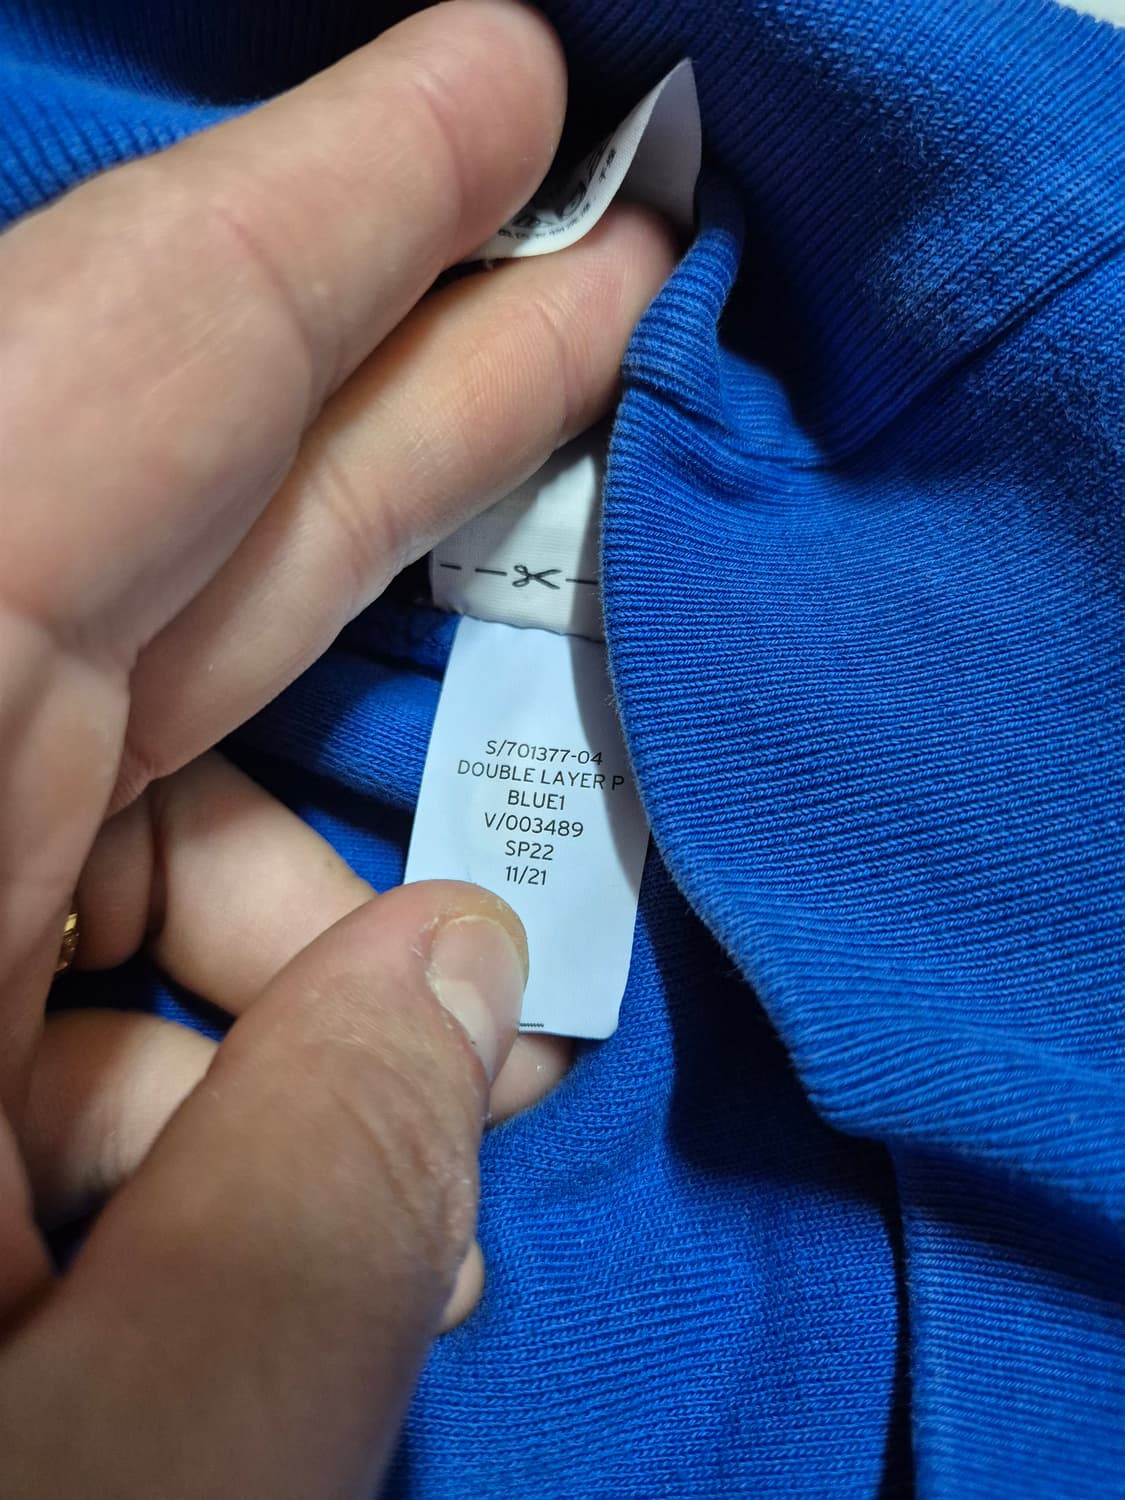 S/701377-04
DOUBLE LAYER P
BLUE1
V/003489
SP22
11/21